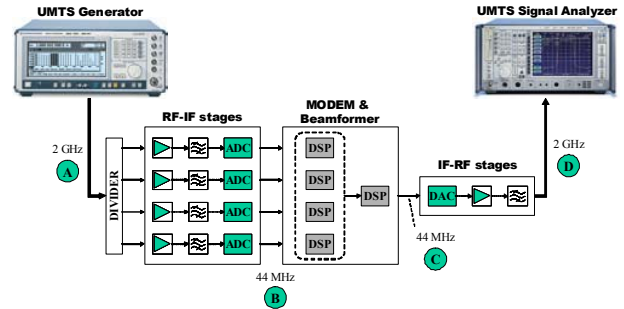 UMTS Generator
UMTS Signal Analyzer
RF-IF stages
MODEM &
Beamformer
2 GHz
A
DIVIDER
ADC
ADC
ADC
ADC
DSP
DSP
DSP
DSP
DSP
IF-RF stages
DAC
2 GHz
D
44 MHz
C
44 MHz
B